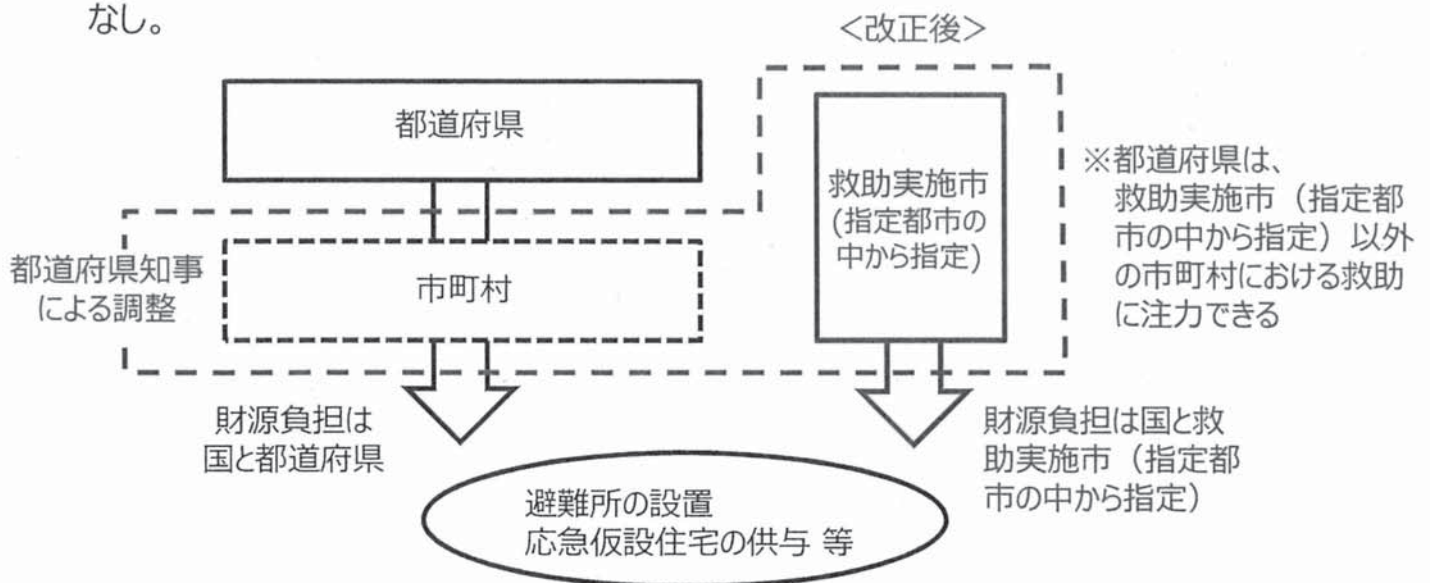 なし。
<改正後>
都道府県
救助実施市
(指定都市の
中から指定)
※都道府県は、
救助実施市（指定都
市の中から指定）以外
の市町村における救助
に注力できる
都道府県知事
による調整
市町村
財源負担は
国と都道府県
財源負担は国と救
助実施市（指定都
市の中から指定）
避難所の設置
応急仮設住宅の供与 等